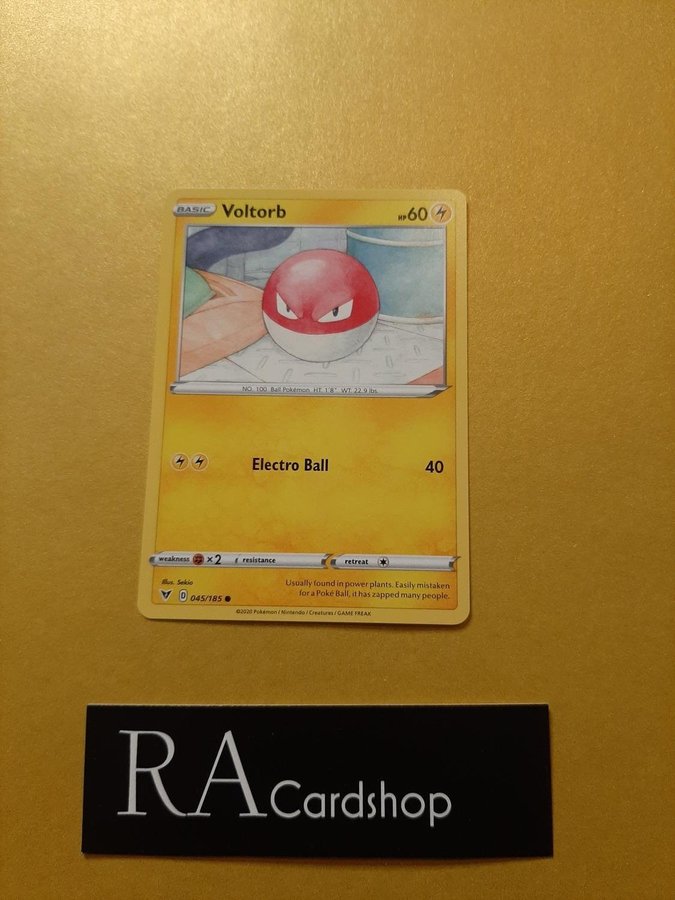 BASIC Voltorb HP 60
NO. 100 Ball Pokémon HT. 1'8" WT. 22.9 lbs.
Electro Ball 40
weakness ×2 resistance retreat
Illus. Sekio
Usually found in power plants. Easily mistaken
for a Poké Ball, it has zapped many people.
D 045/185
©2020 Pokémon / Nintendo / Creatures / GAME FREAK
RA Cardshop